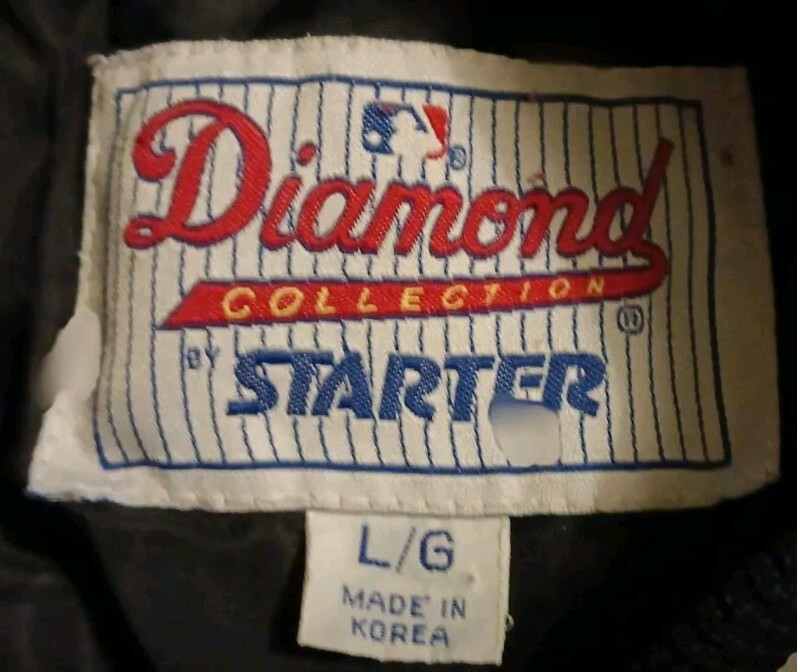 Diamond
®
COLLECTION
®
BY STARTER
L/G
MADE IN
KOREA